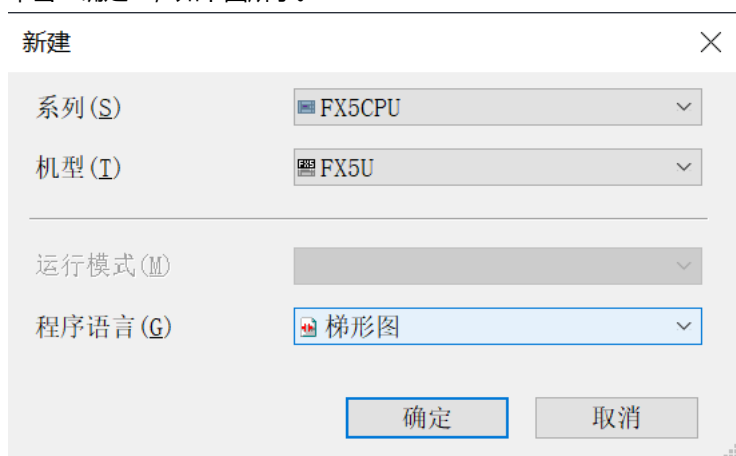 新建
系列(S)
FX5CPU
机型(T)
FX5U
运行模式(M)
程序语言(G)
梯形图
确定
取消